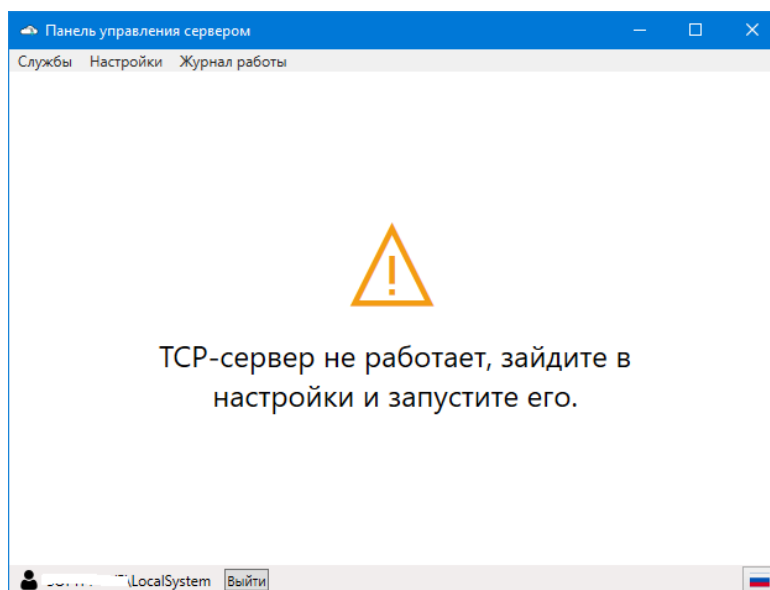 Панель управления сервером
Службы Настройки Журнал работы
TCP-сервер не работает, зайдите в
настройки и запустите его.
\LocalSystem Выйти